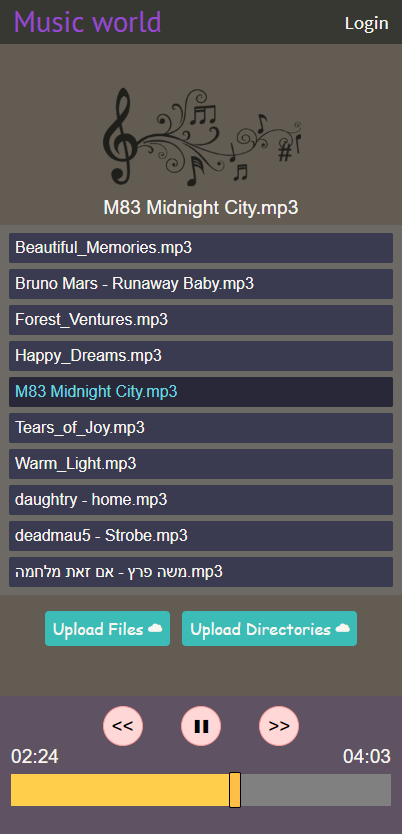 Music world
Login
M83 Midnight City.mp3
Beautiful_Memories.mp3
Bruno Mars - Runaway Baby.mp3
Forest_Ventures.mp3
Happy_Dreams.mp3
M83 Midnight City.mp3
Tears_of_Joy.mp3
Warm_Light.mp3
daughtry - home.mp3
deadmau5 - Strobe.mp3
משה פרץ - אם זאת מלחמה.mp3
Upload Files
Upload Directories
<<
>>
02:24
04:03